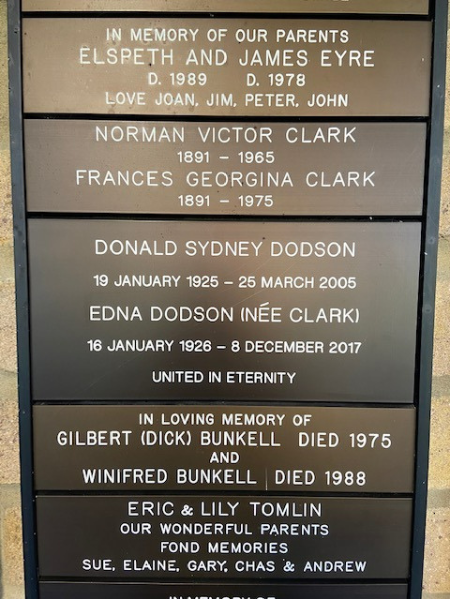 IN MEMORY OF OUR PARENTS
ELSPETH AND JAMES EYRE
D. 1989 D. 1978
LOVE JOAN, JIM, PETER, JOHN
NORMAN VICTOR CLARK
1891 – 1965
FRANCES GEORGINA CLARK
1891 – 1975
DONALD SYDNEY DODSON
19 JANUARY 1925 – 25 MARCH 2005
EDNA DODSON (NÉE CLARK)
16 JANUARY 1926 – 8 DECEMBER 2017
UNITED IN ETERNITY
IN LOVING MEMORY OF
GILBERT (DICK) BUNKELL DIED 1975
AND
WINIFRED BUNKELL DIED 1988
ERIC & LILY TOMLIN
OUR WONDERFUL PARENTS
FOND MEMORIES
SUE, ELAINE, GARY, CHAS & ANDREW
IN MEMORY OF